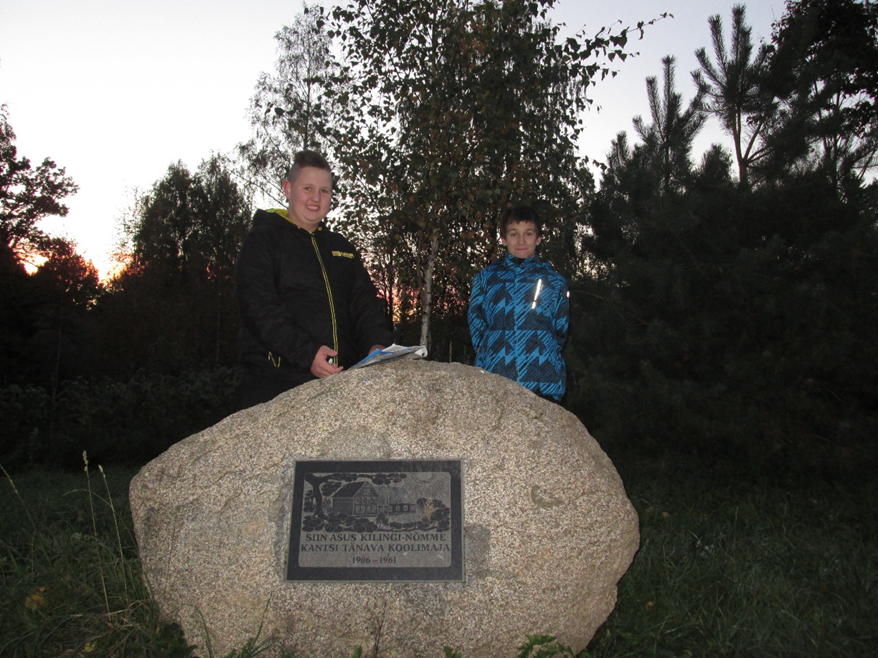 SIIN ASUS KILINGI-NÕMME
KANTSI TÄNAVA KOOLIMAJA
1906–1961